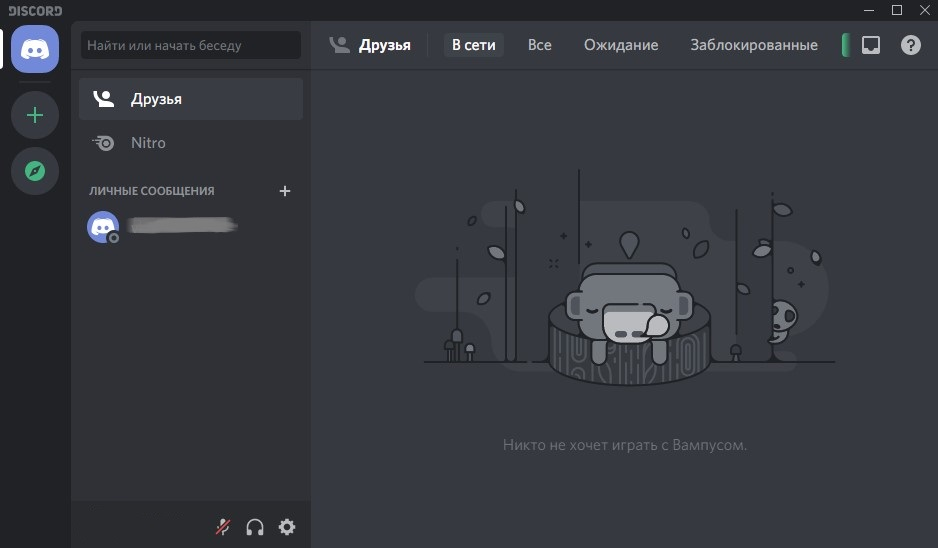 DISCORD
Найти или начать беседу
Друзья
В сети
Все
Ожидание
Заблокированные
Друзья
Nitro
ЛИЧНЫЕ СООБЩЕНИЯ
Никто не хочет играть с Вампусом.